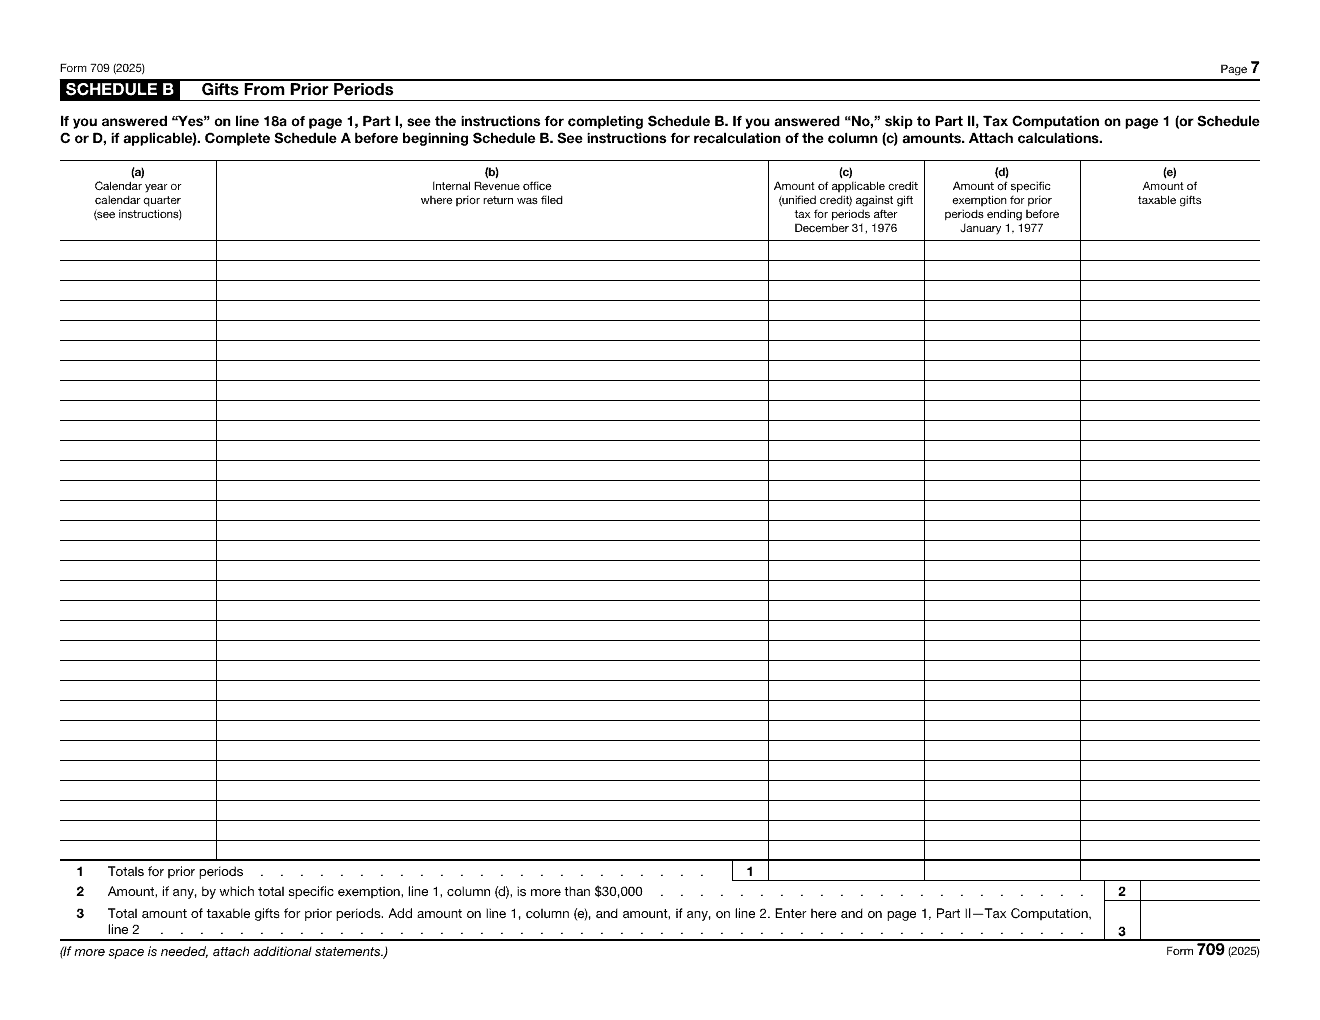 Form 709 (2025) Page 7
SCHEDULE B Gifts From Prior Periods
If you answered “Yes” on line 18a of page 1, Part I, see the instructions for completing Schedule B. If you answered “No,” skip to Part II, Tax Computation on page 1 (or Schedule
C or D, if applicable). Complete Schedule A before beginning Schedule B. See instructions for recalculation of the column (c) amounts. Attach calculations.
(a)
Calendar year or
calendar quarter
(see instructions)
(b)
Internal Revenue office
where prior return was filed
(c)
Amount of applicable credit
(unified credit) against gift
tax for periods after
December 31, 1976
(d)
Amount of specific
exemption for prior
periods ending before
January 1, 1977
(e)
Amount of
taxable gifts
1 Totals for prior periods . . . . . . . . . . . . . . . . . . . . . . . 1
2 Amount, if any, by which total specific exemption, line 1, column (d), is more than $30,000 . . . . . . . . . . . . . . . . . . . . . . 2
3 Total amount of taxable gifts for prior periods. Add amount on line 1, column (e), and amount, if any, on line 2. Enter here and on page 1, Part II—Tax Computation,
line 2 . . . . . . . . . . . . . . . . . . . . . . . . . . . . . . . . . . . . . . . . . . . . . . . 3
(If more space is needed, attach additional statements.) Form 709 (2025)